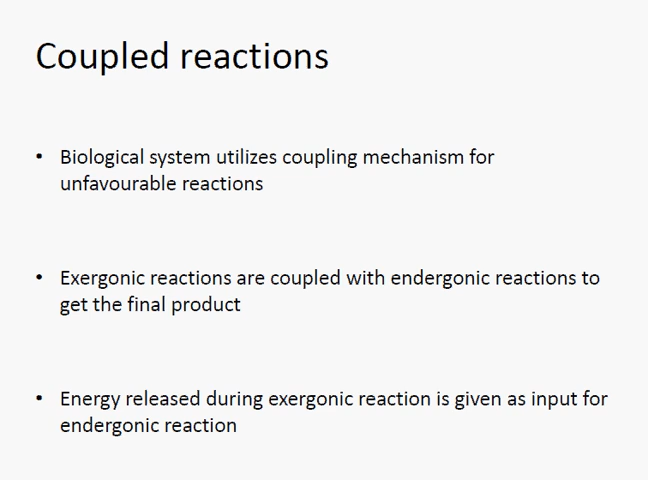 Coupled reactions
• Biological system utilizes coupling mechanism for
unfavourable reactions
• Exergonic reactions are coupled with endergonic reactions to
get the final product
• Energy released during exergonic reaction is given as input for
endergonic reaction